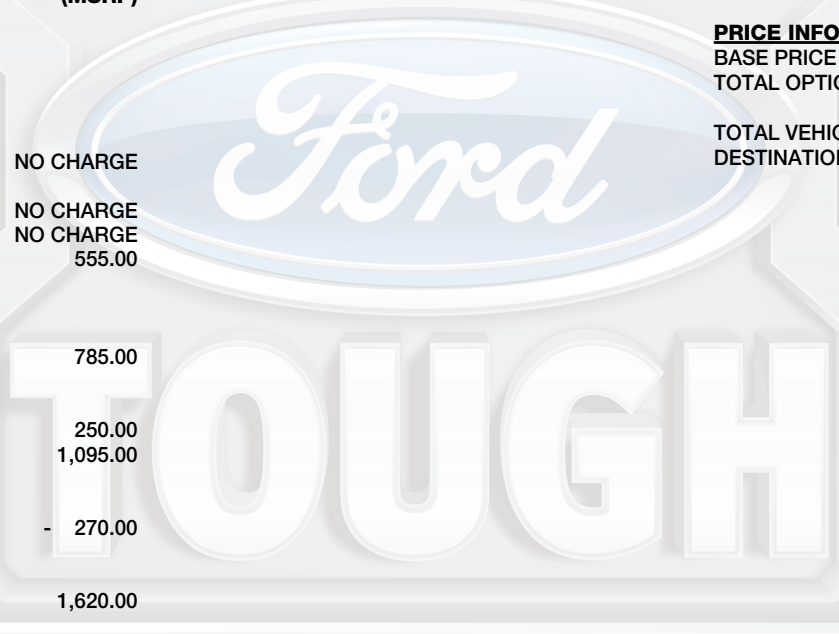 (MSRP)
PRICE INFO
BASE PRICE
TOTAL OPTIO
TOTAL VEHIC
DESTINATION
NO CHARGE
NO CHARGE
NO CHARGE
555.00
785.00
250.00
1,095.00
- 270.00
1,620.00
Ford
TOUGH